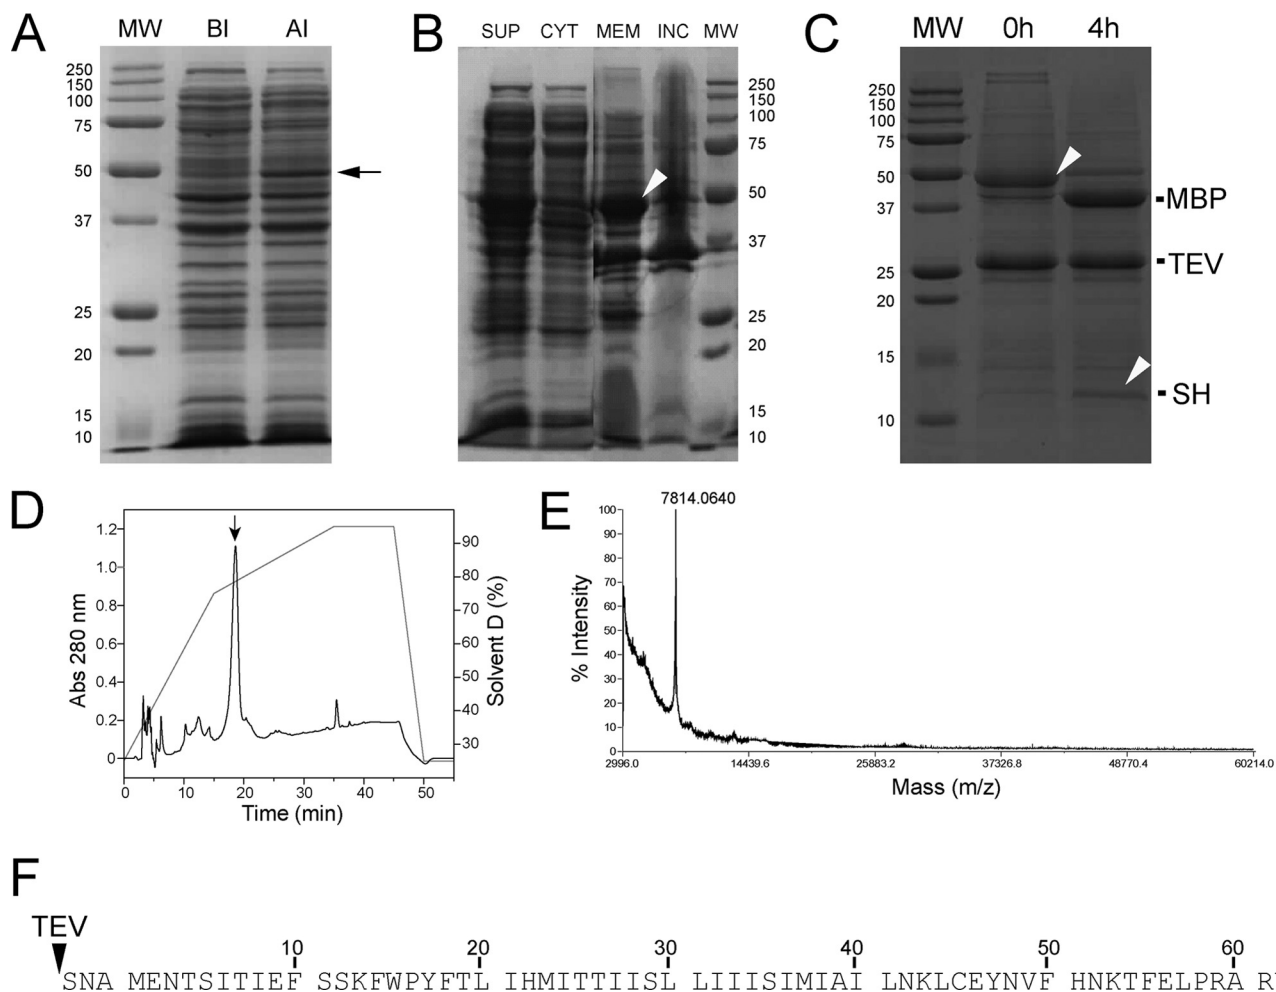 A
MW BI AI
250
150
100
75
50
37
25
20
15
10
B
SUP CYT MEM INC MW
250
150
100
75
50
37
25
20
15
10
C
MW 0h 4h
250
150
100
75
50
37
25
20
15
10
MBP
TEV
SH
D
Abs 280 nm
1.2
1.0
0.8
0.6
0.4
0.2
0
90
80
70
60
50
40
30
Solvent D (%)
0 10 20 30 40 50
Time (min)
E
7814.0640
% Intensity
100
90
80
70
60
50
40
30
20
10
0
2996.0 14439.6 25883.2 37326.8 48770.4 60214.0
Mass (m/z)
F
TEV
10 20 30 40 50 60
SNA MENTSITIEF SSKFWPYFTL IHMITTIISL LIIISIMIAI LNKLCEYNVF HNKTFELPRA R